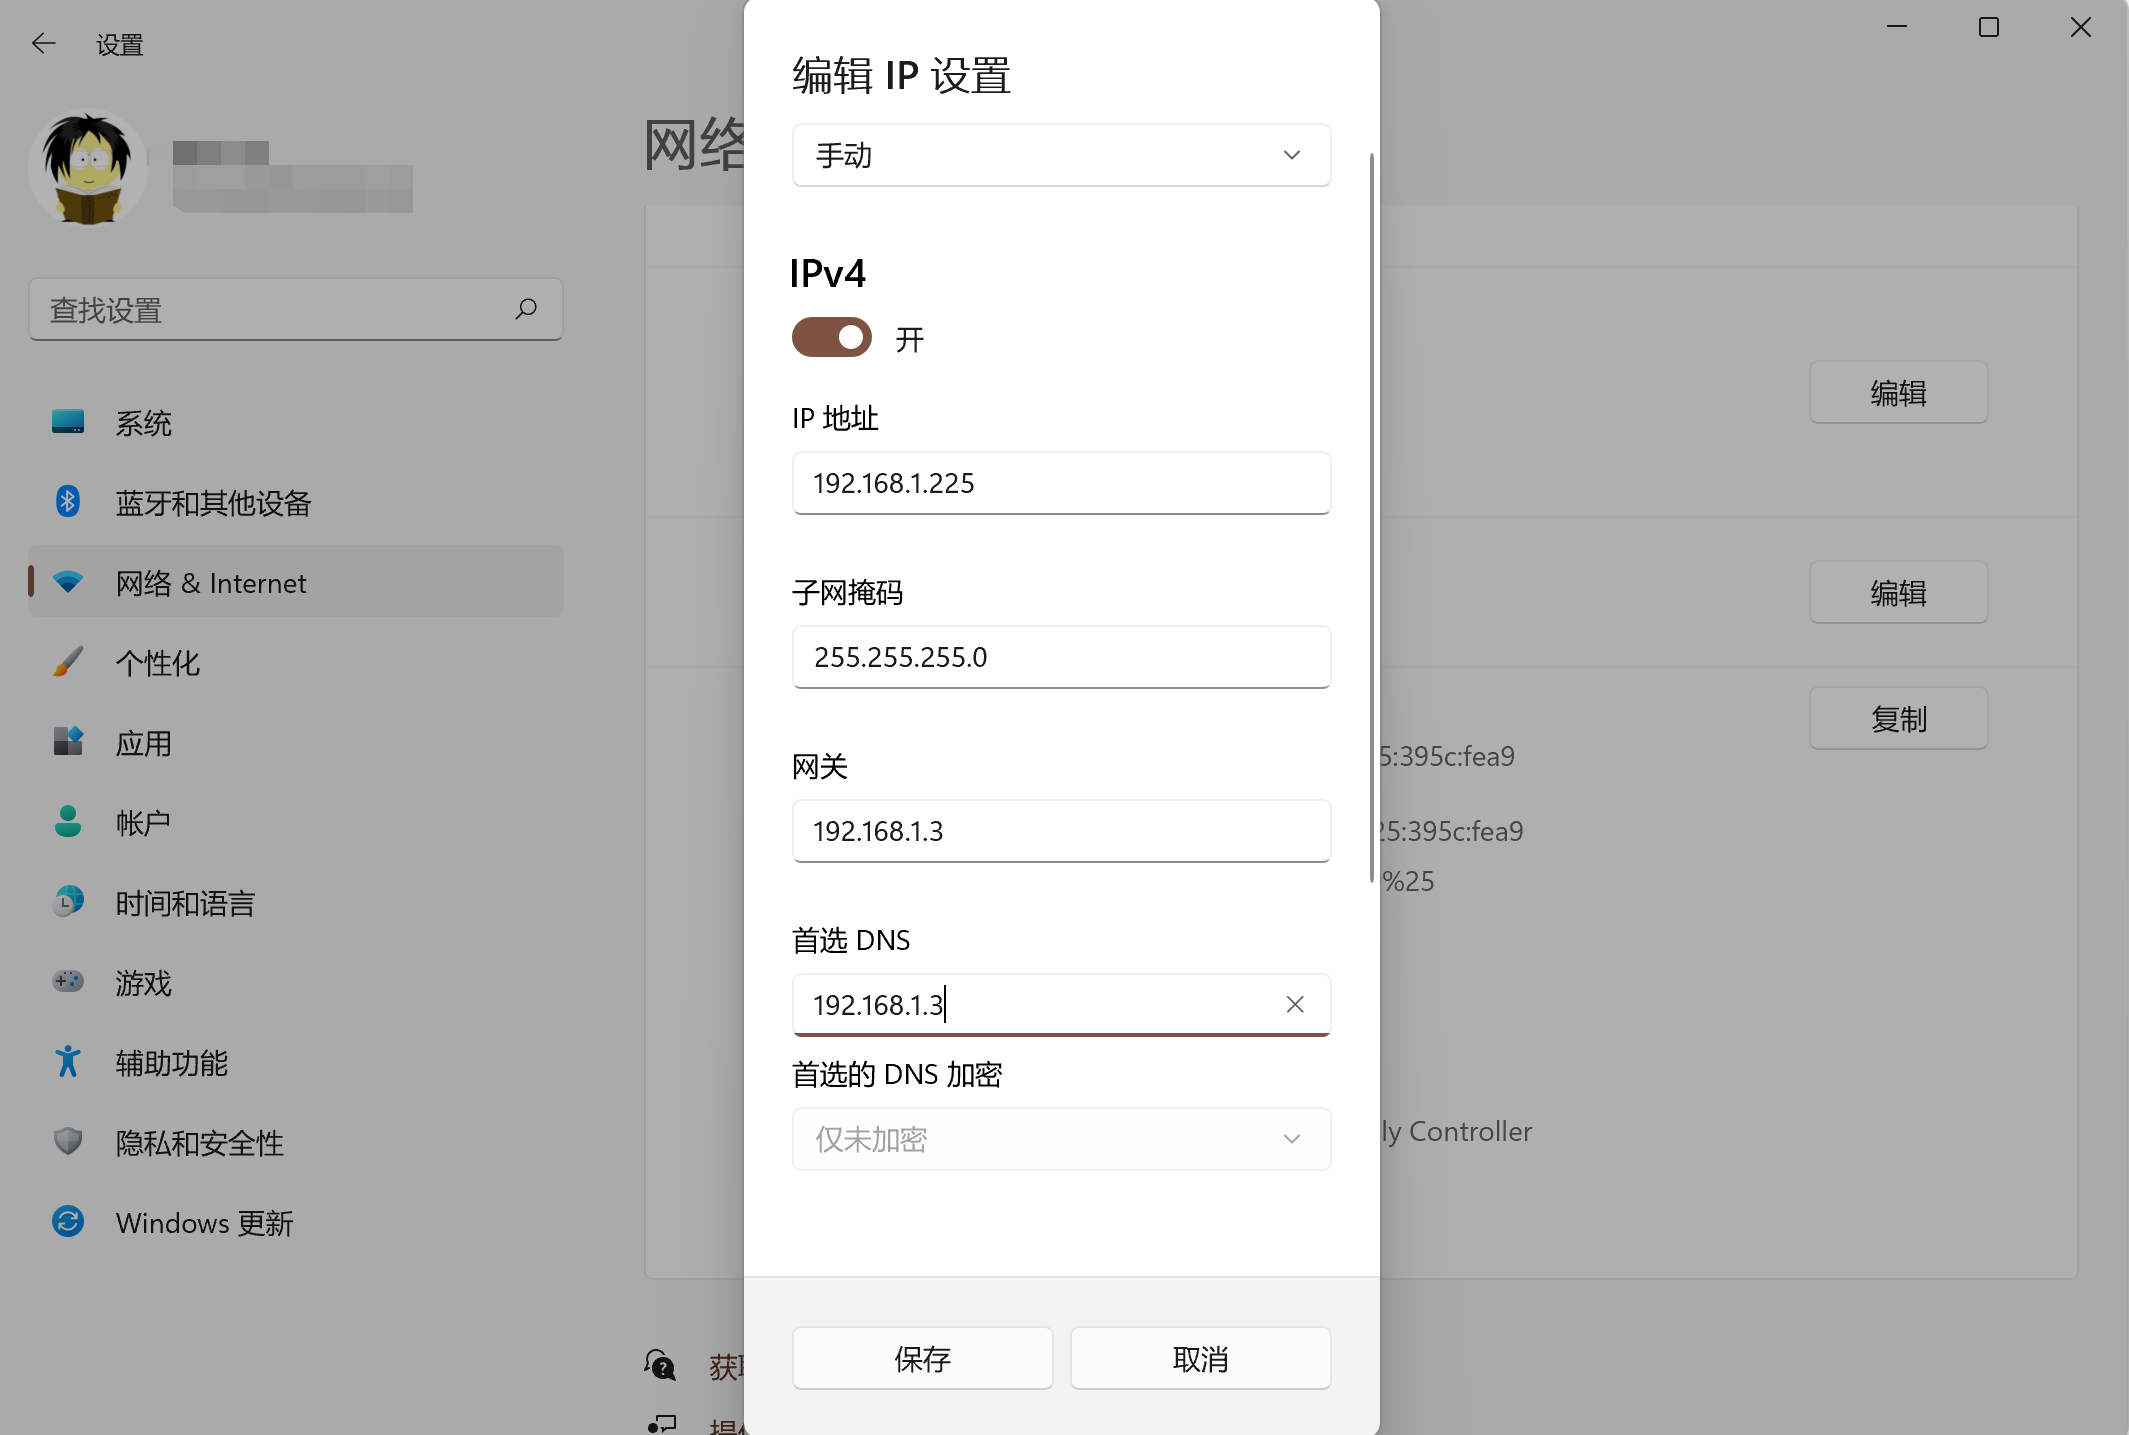 设置
查找设置
系统
蓝牙和其他设备
网络 & Internet
个性化
应用
帐户
时间和语言
游戏
辅助功能
隐私和安全性
Windows 更新
网络
编辑
编辑
复制
5:395c:fea9
25:395c:fea9
%25
ly Controller
编辑 IP 设置
手动
IPv4
开
IP 地址
192.168.1.225
子网掩码
255.255.255.0
网关
192.168.1.3
首选 DNS
192.168.1.3
首选的 DNS 加密
仅未加密
保存
取消